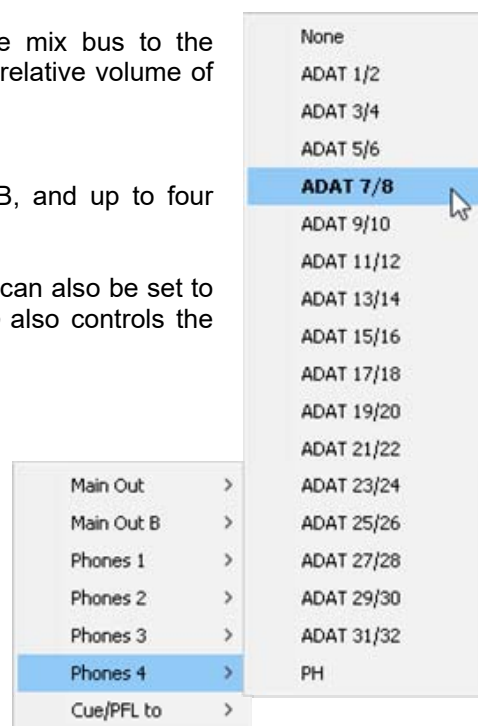 e mix bus to the
relative volume of
B, and up to four
can also be set to
also controls the
None
ADAT 1/2
ADAT 3/4
ADAT 5/6
ADAT 7/8
ADAT 9/10
ADAT 11/12
ADAT 13/14
ADAT 15/16
ADAT 17/18
ADAT 19/20
ADAT 21/22
ADAT 23/24
ADAT 25/26
ADAT 27/28
ADAT 29/30
ADAT 31/32
PH
Main Out >
Main Out B >
Phones 1 >
Phones 2 >
Phones 3 >
Phones 4 >
Cue/PFL to >